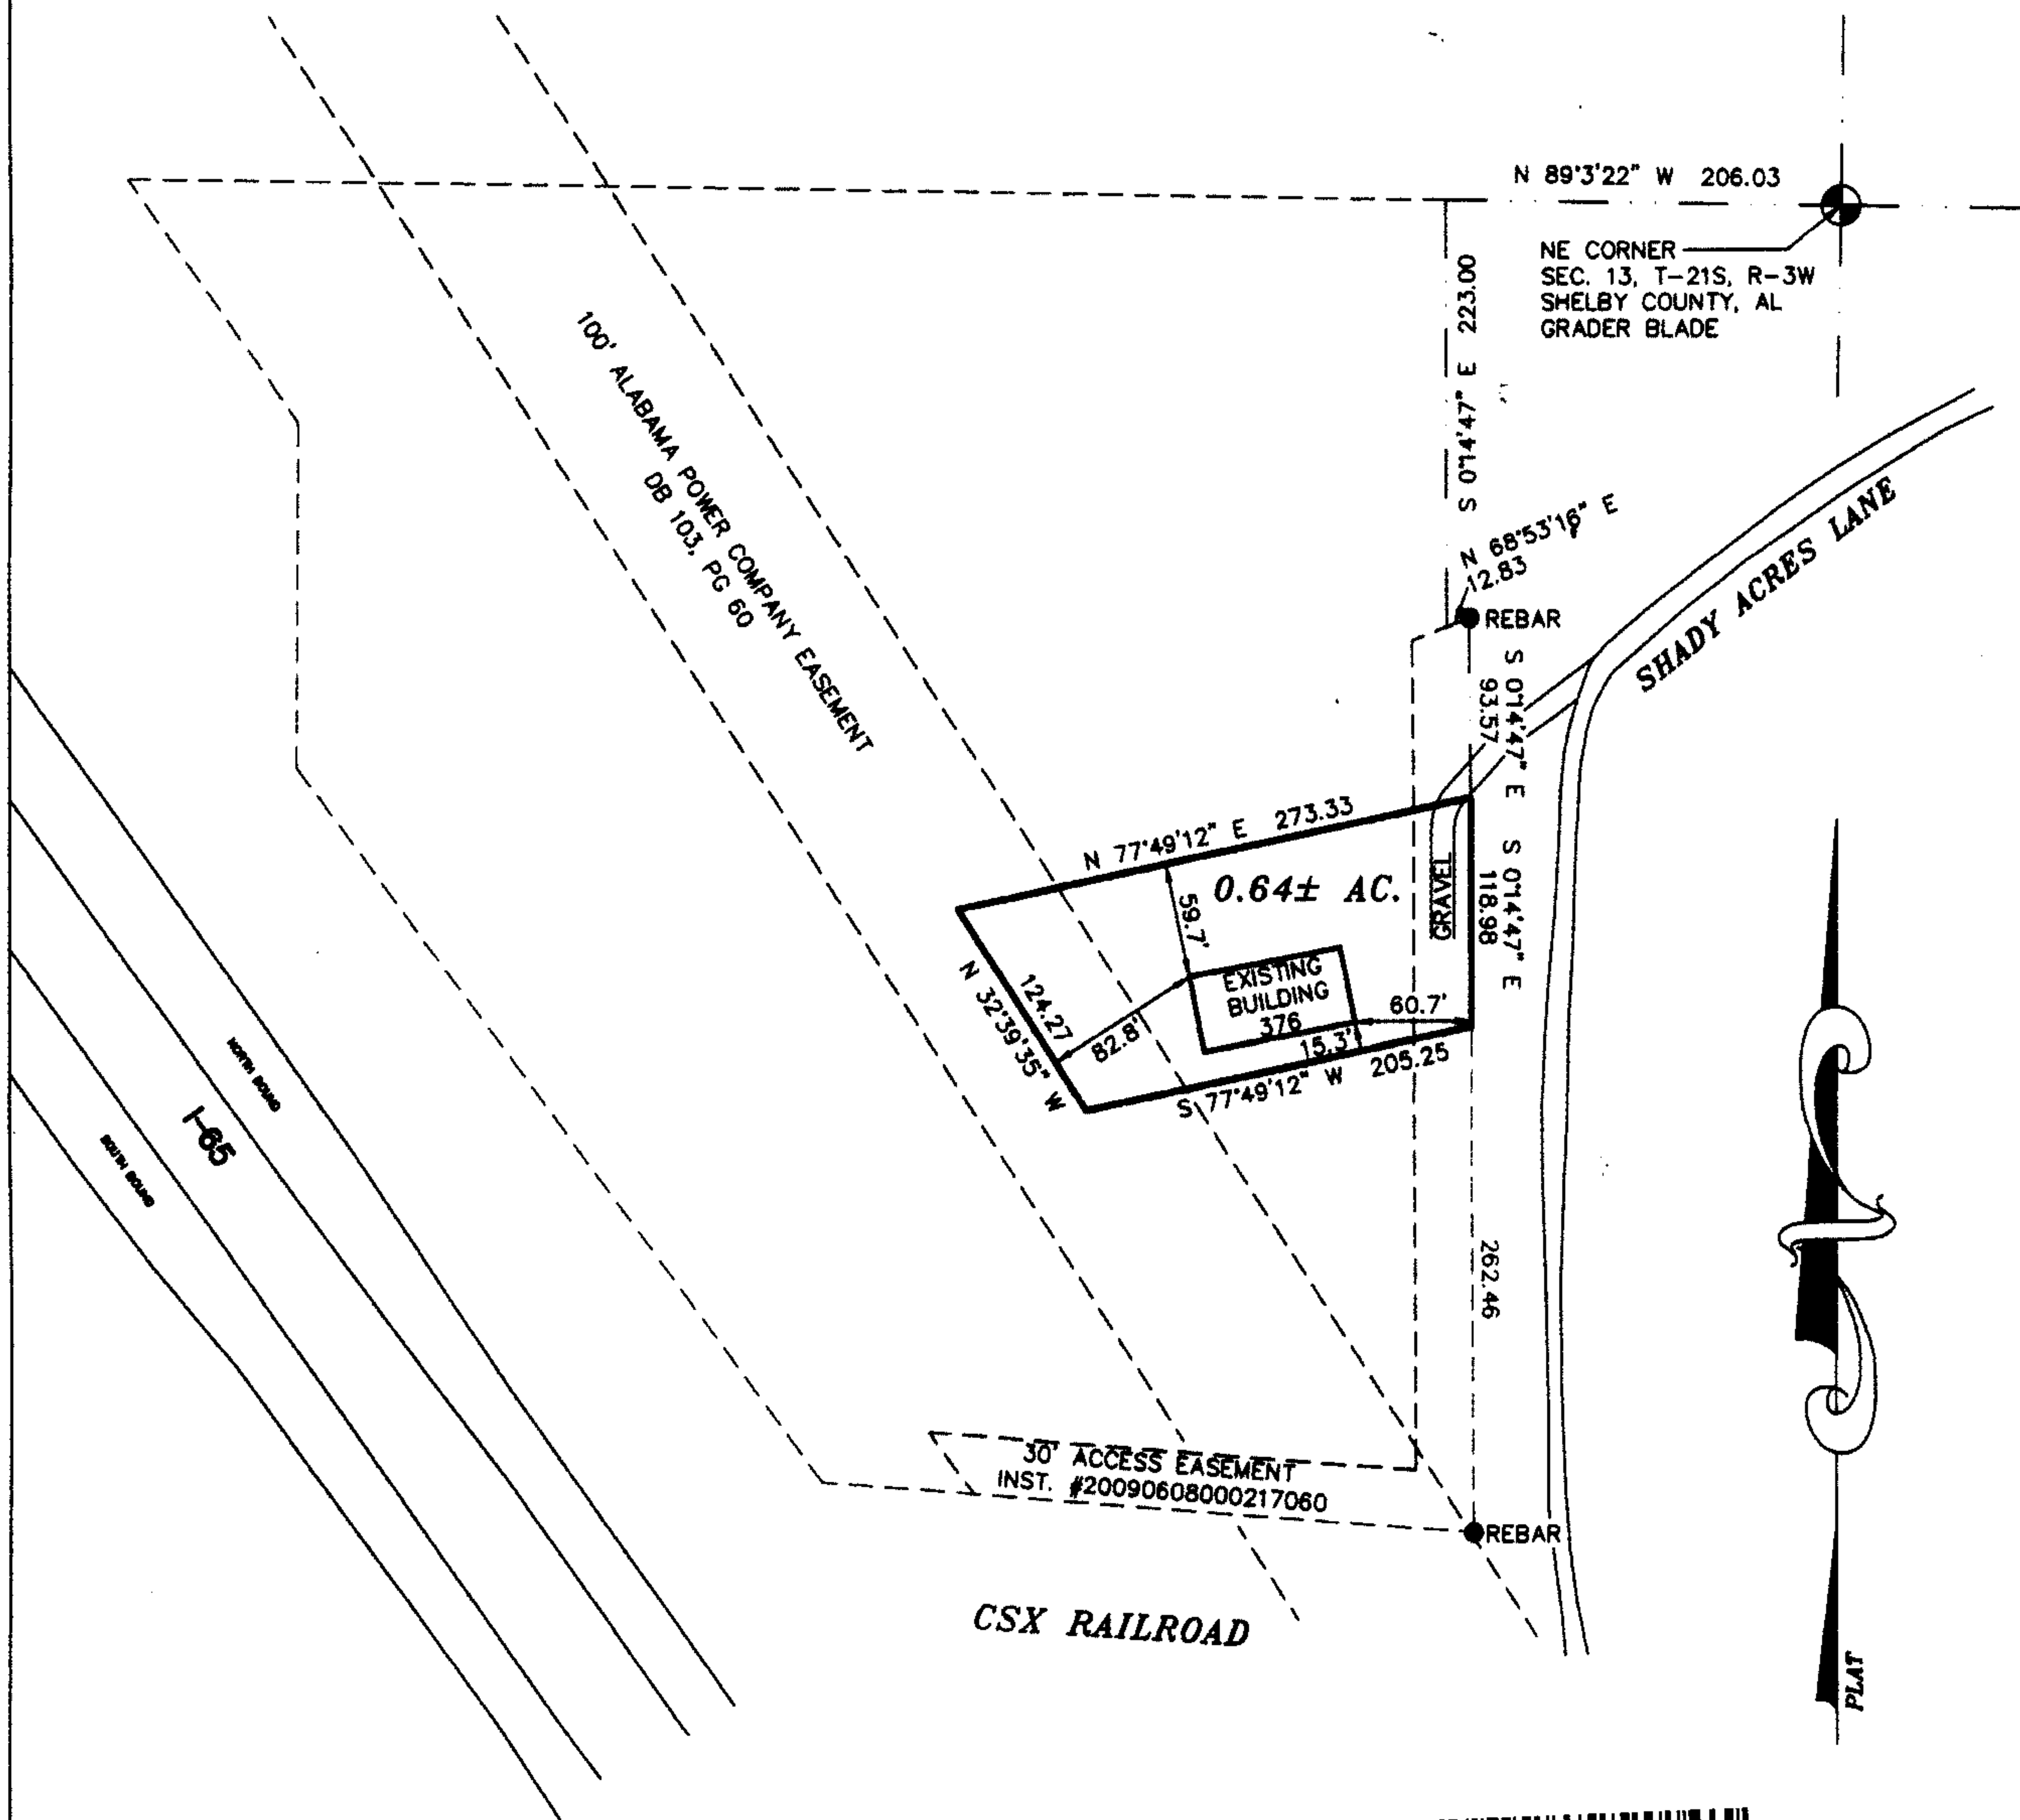 N 89°3'22" W 206.03
NE CORNER
SEC. 13, T-21S, R-3W
SHELBY COUNTY, AL
GRADER BLADE
S 0°14'47" E 223.00
N 68°53'16" E
12.83
REBAR
100' ALABAMA POWER COMPANY EASEMENT
DB 103, PG 60
SHADY ACRES LANE
S 0°14'47" E
93.57
N 77°49'12" E 273.33
0.64± AC.
GRAVEL
S 0°14'47" E
118.98
59.7'
EXISTING
BUILDING
376
60.7'
15.3'
82.8'
124.27
N 32°39'35" W
S 77°49'12" W 205.25
NORTH BOUND
I-65
SOUTH BOUND
262.46
30' ACCESS EASEMENT
INST. #20090608000217060
REBAR
CSX RAILROAD
PLAT